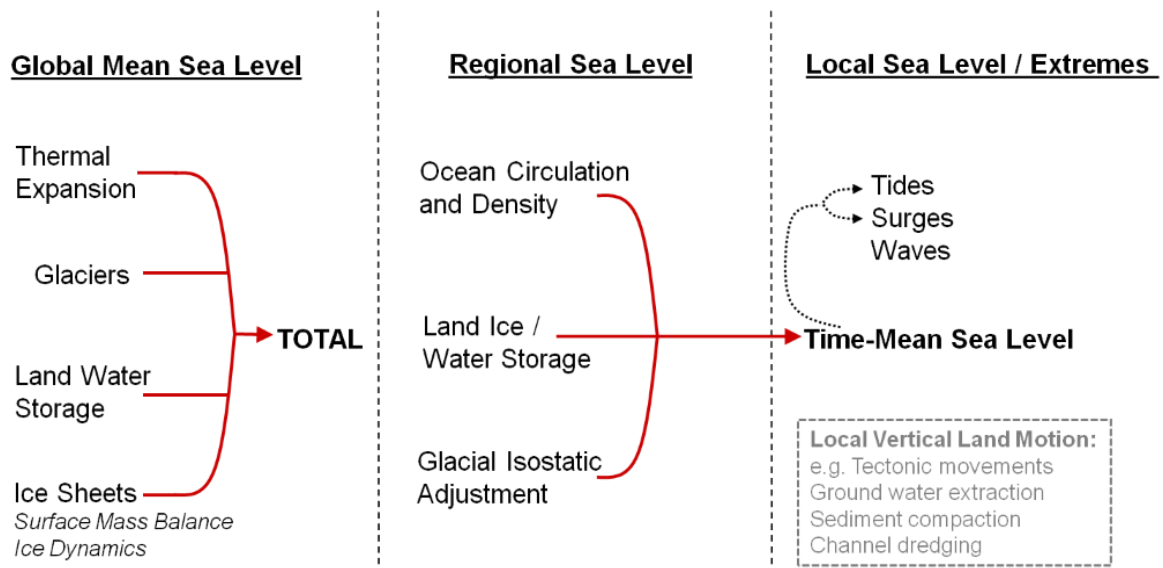 Global Mean Sea Level
Thermal
Expansion
Glaciers
Land Water
Storage
Ice Sheets
Surface Mass Balance
Ice Dynamics
TOTAL
Regional Sea Level
Ocean Circulation
and Density
Land Ice /
Water Storage
Glacial Isostatic
Adjustment
Local Sea Level / Extremes
Tides
Surges
Waves
Time-Mean Sea Level
Local Vertical Land Motion:
e.g. Tectonic movements
Ground water extraction
Sediment compaction
Channel dredging